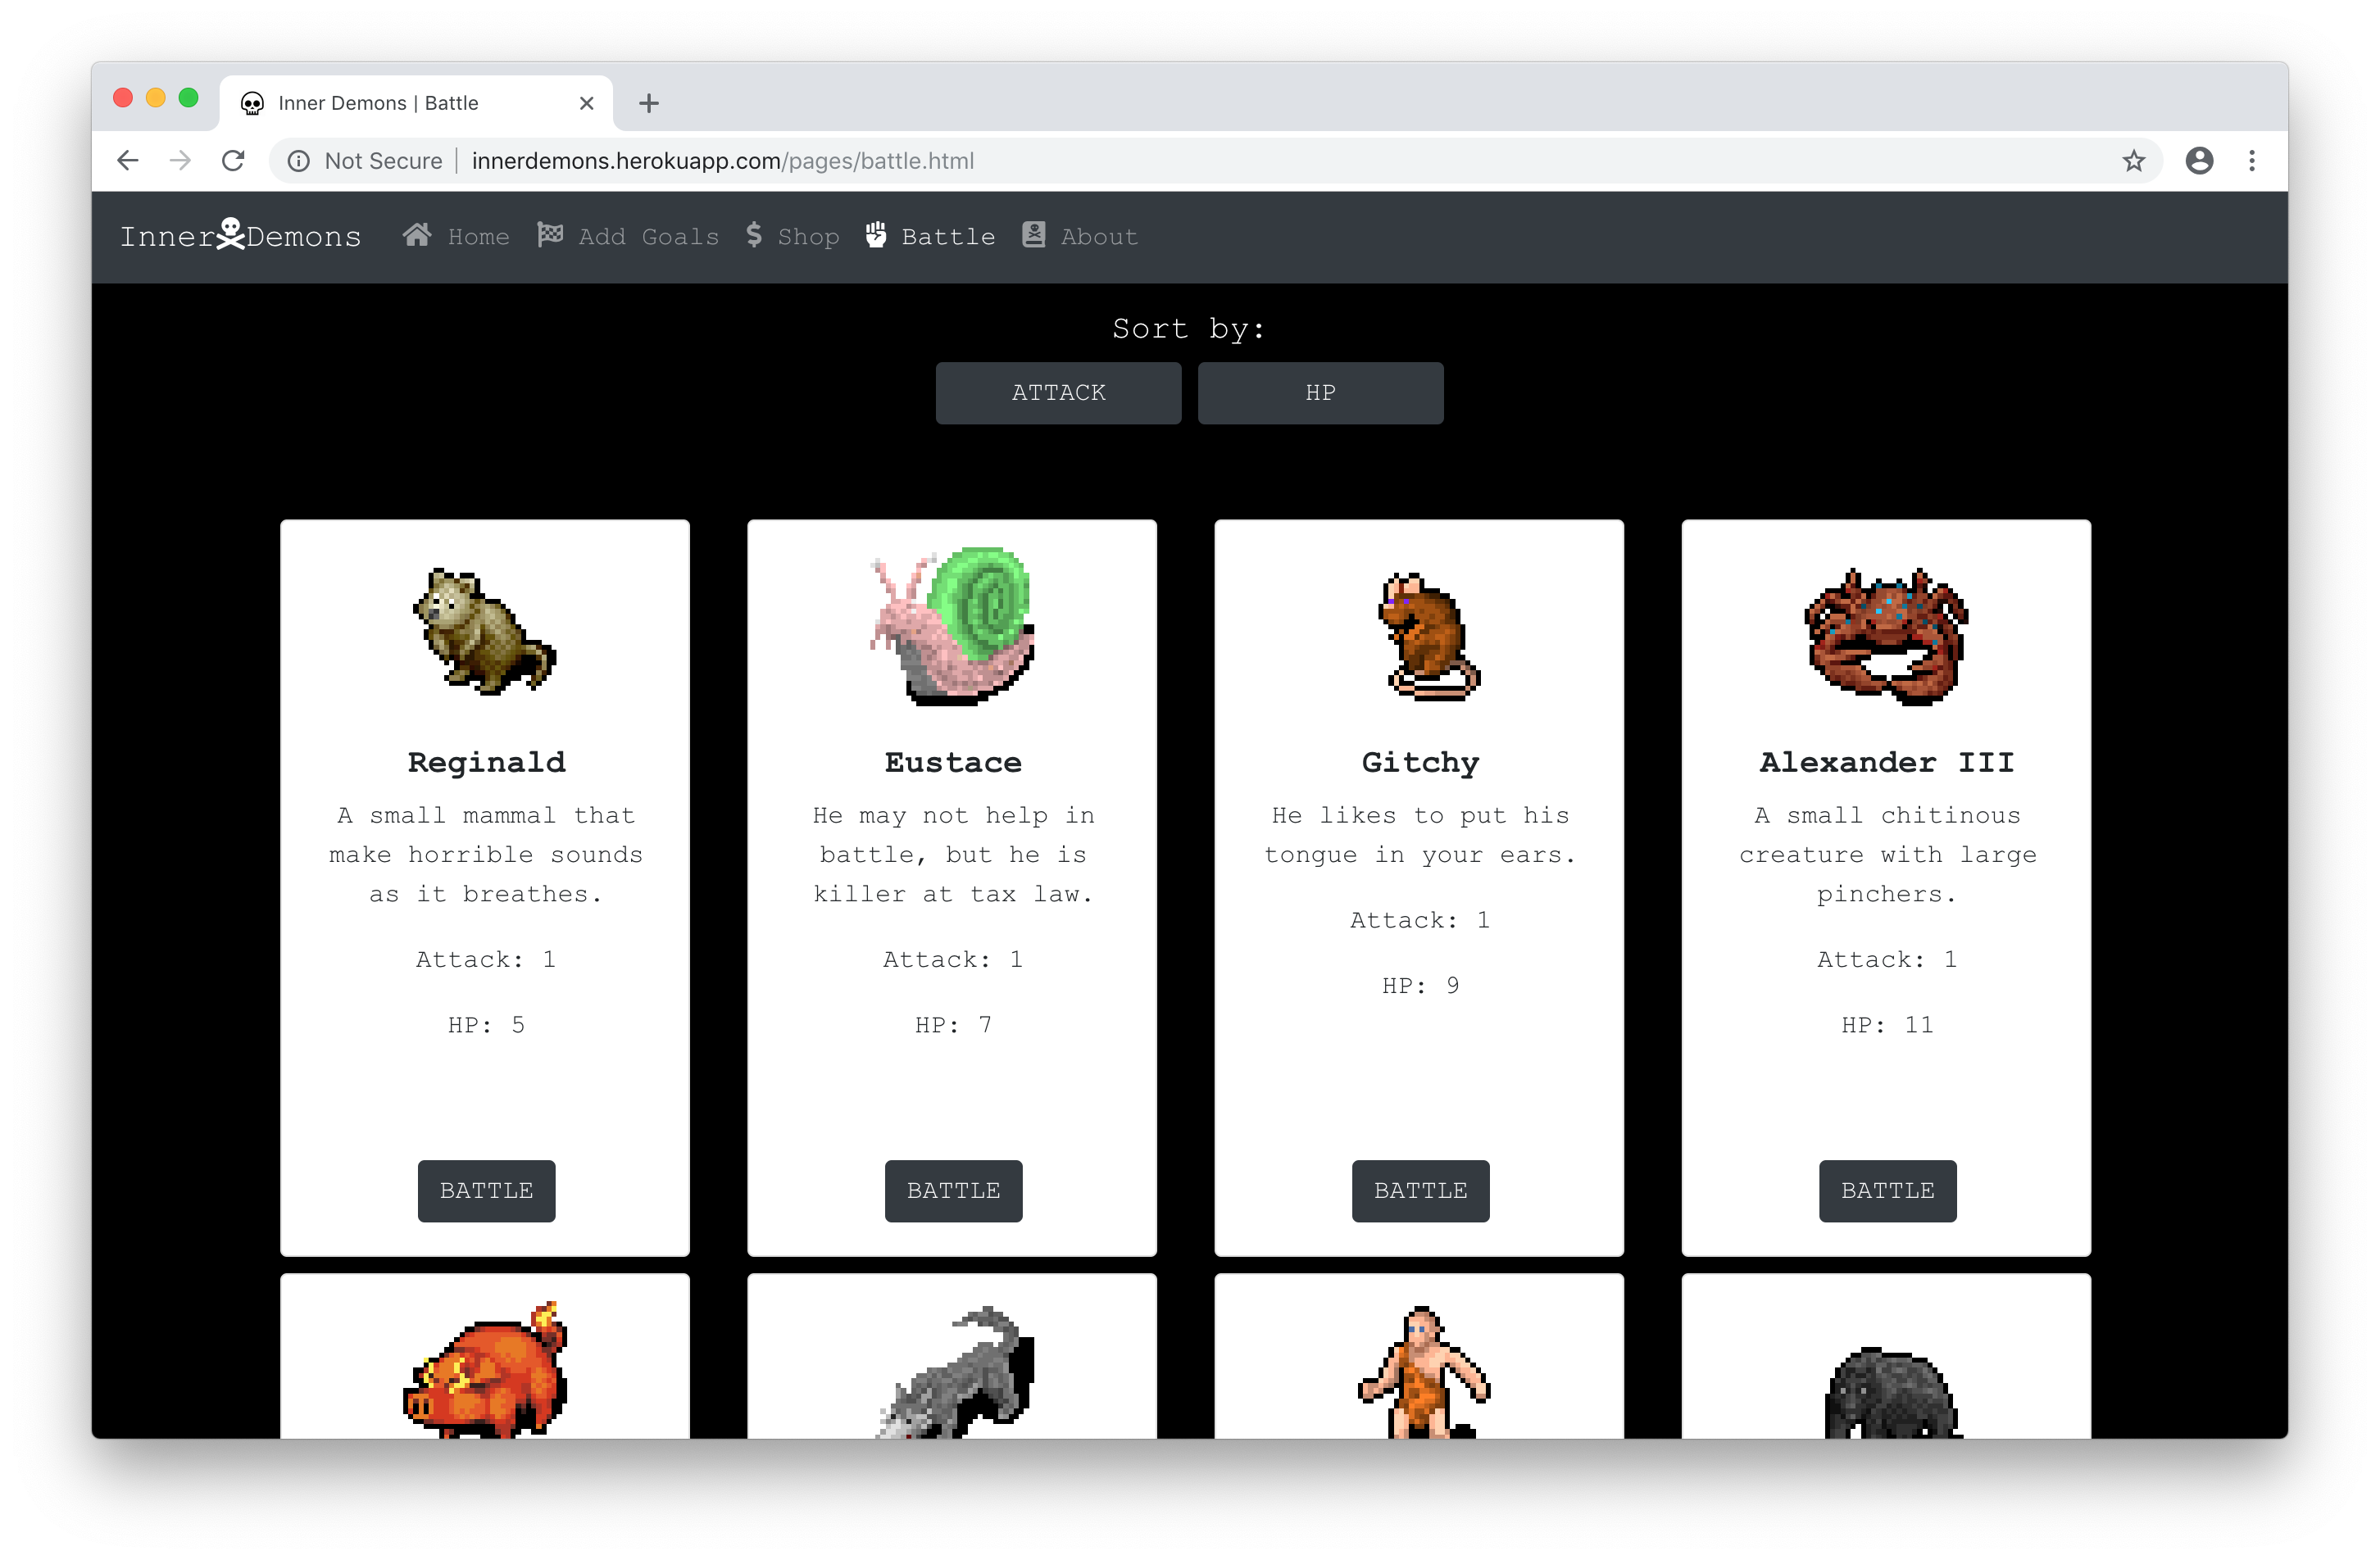 Inner Demons | Battle
Not Secure | innerdemons.herokuapp.com/pages/battle.html
Inner Demons Home Add Goals $ Shop Battle About
Sort by:
ATTACK HP
Reginald
A small mammal that
make horrible sounds
as it breathes.
Attack: 1
HP: 5
BATTLE
Eustace
He may not help in
battle, but he is
killer at tax law.
Attack: 1
HP: 7
BATTLE
Gitchy
He likes to put his
tongue in your ears.
Attack: 1
HP: 9
BATTLE
Alexander III
A small chitinous
creature with large
pinchers.
Attack: 1
HP: 11
BATTLE